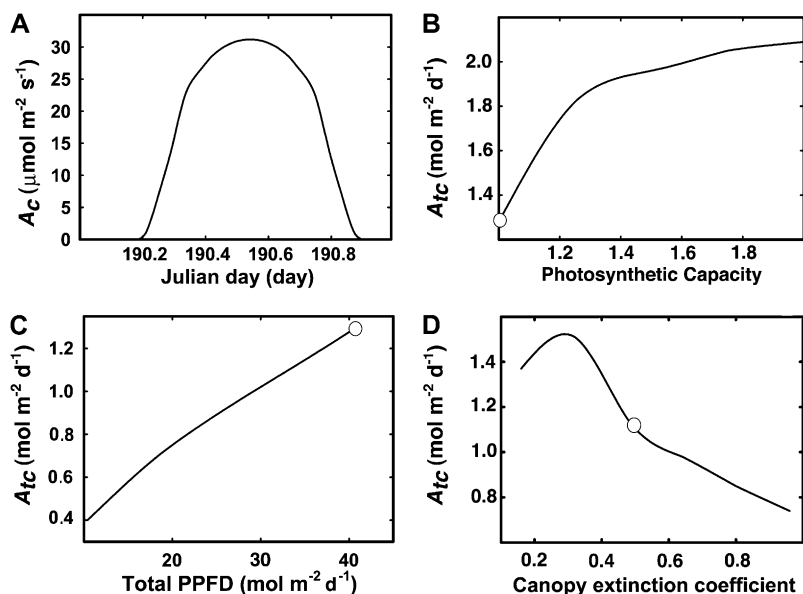 A
A_c (μmol m⁻² s⁻¹)
30
25
20
15
10
5
0
190.2 190.4 190.6 190.8
Julian day (day)
B
A_tc (mol m⁻² d⁻¹)
2.0
1.8
1.6
1.4
1.2 1.4 1.6 1.8
Photosynthetic Capacity
C
A_tc (mol m⁻² d⁻¹)
1.2
1.0
0.8
0.6
0.4
20 30 40
Total PPFD (mol m⁻² d⁻¹)
D
A_tc (mol m⁻² d⁻¹)
1.4
1.2
1.0
0.8
0.2 0.4 0.6 0.8
Canopy extinction coefficient